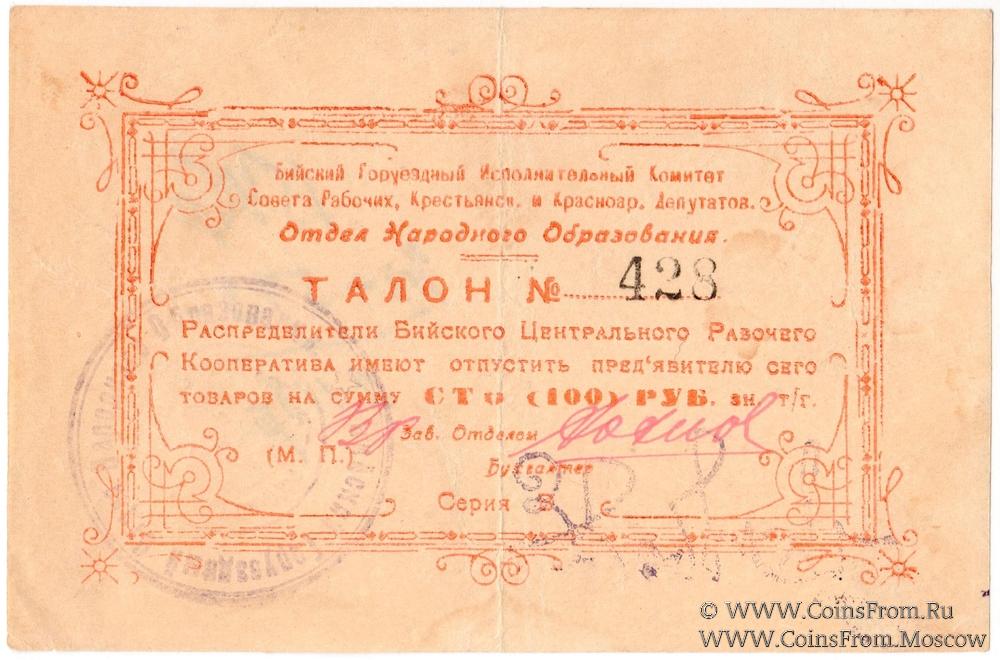 Бийский Горуездный Исполнительный Комитет
Совета Рабочих, Крестьянск. и Красноар. Депутатов.
Отдел Народного Образования.
ТАЛОН № 428
Распределители Бийского Центрального Рабочего
Кооператива имеют отпустить пред'явителю сего
товаров на сумму СТО (100) РУБ. зн. т/г.
Зав. Отделом
(М. П.)
Бухгалтер
Серия В.
© WWW.CoinsFrom.Ru
WWW.CoinsFrom.Moscow